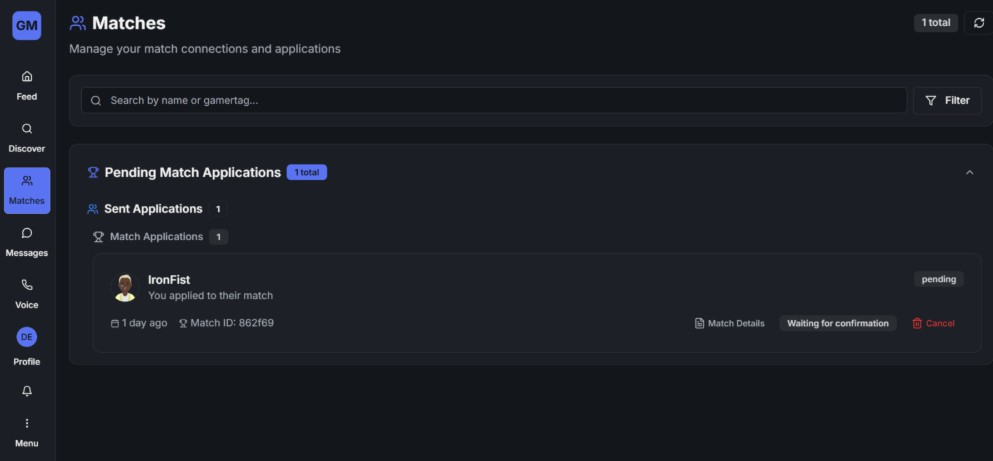 GM
Feed
Discover
Matches
Messages
Voice
DE
Profile
Menu
Matches
1 total
Manage your match connections and applications
Search by name or gamertag...
Filter
Pending Match Applications 1 total
Sent Applications 1
Match Applications 1
IronFist
pending
You applied to their match
1 day ago Match ID: 862f69 Match Details Waiting for confirmation Cancel